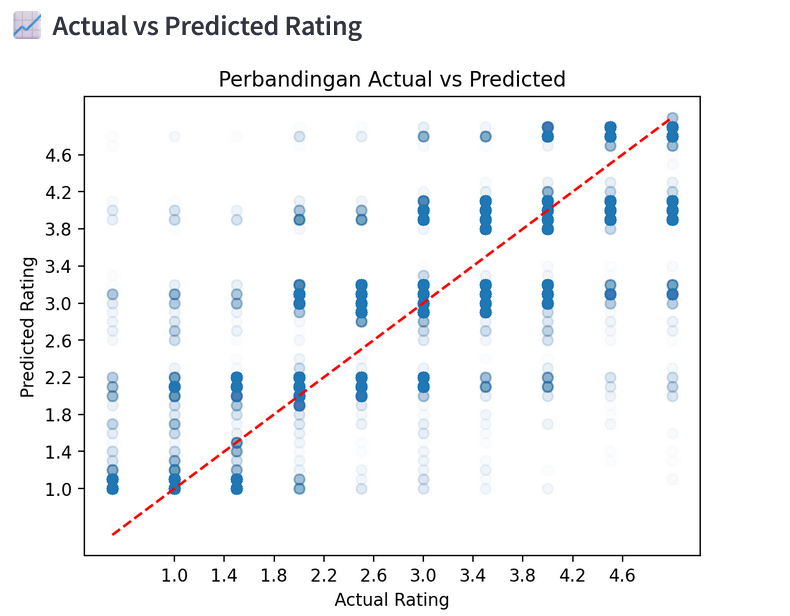 Actual vs Predicted Rating
Perbandingan Actual vs Predicted
Predicted Rating
4.6
4.2
3.8
3.4
3.0
2.6
2.2
1.8
1.4
1.0
1.0 1.4 1.8 2.2 2.6 3.0 3.4 3.8 4.2 4.6
Actual Rating